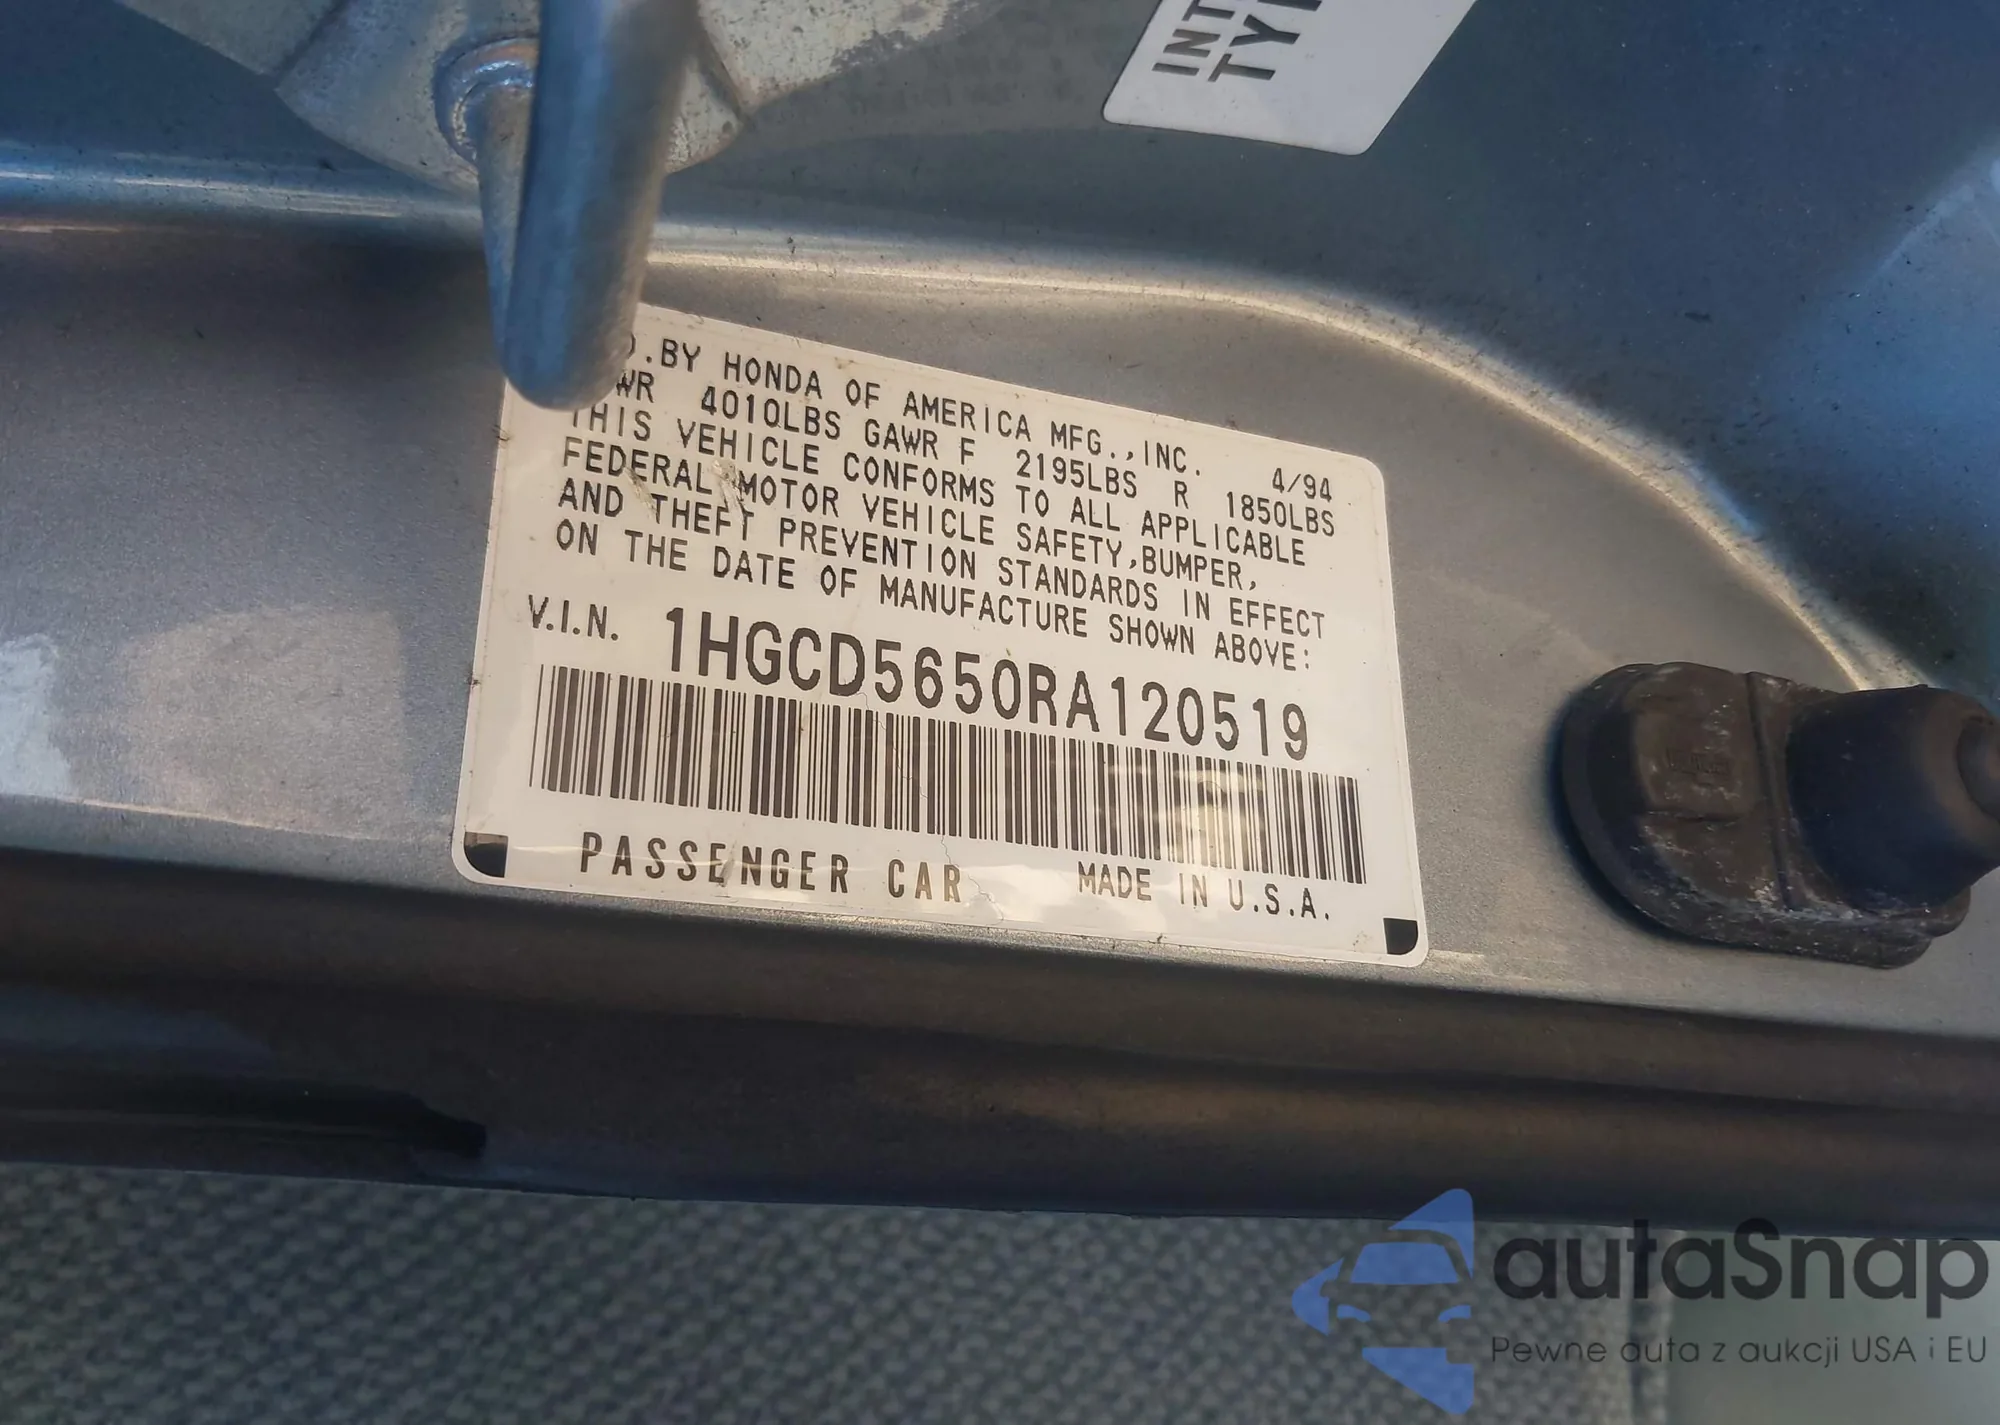 INT
TY
D.BY HONDA OF AMERICA MFG.,INC. 4/94
WR 4010LBS GAWR F 2195LBS R 1850LBS
THIS VEHICLE CONFORMS TO ALL APPLICABLE
FEDERAL MOTOR VEHICLE SAFETY,BUMPER,
AND THEFT PREVENTION STANDARDS IN EFFECT
ON THE DATE OF MANUFACTURE SHOWN ABOVE:
V.I.N. 1HGCD5650RA120519
PASSENGER CAR MADE IN U.S.A.
autaSnap
Pewne auta z aukcji USA i EU